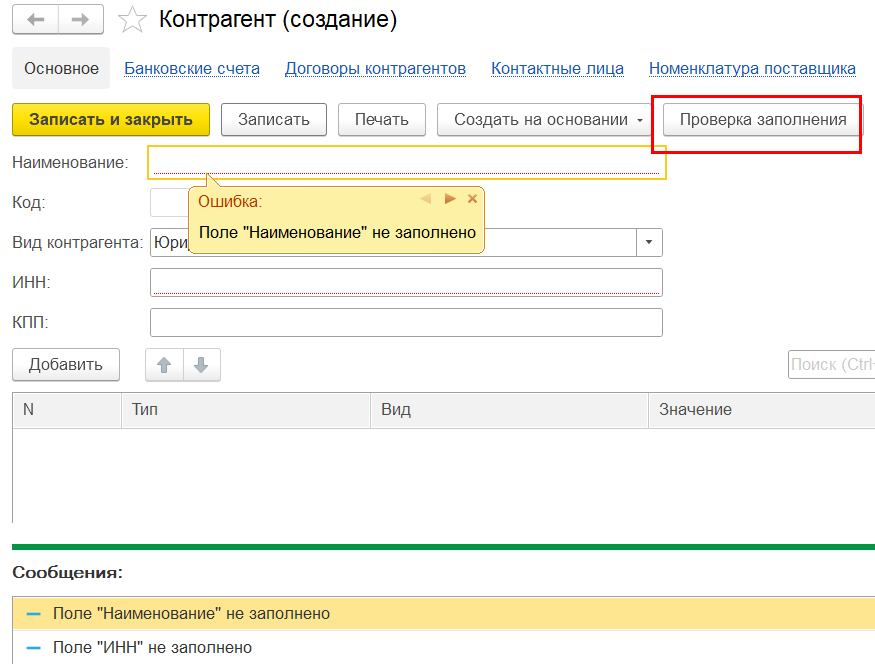 Контрагент (создание)
Основное Банковские счета Договоры контрагентов Контактные лица Номенклатура поставщика
Записать и закрыть Записать Печать Создать на основании Проверка заполнения
Наименование:
Код:
Ошибка:
Поле "Наименование" не заполнено
Вид контрагента:
ИНН:
КПП:
Добавить Поиск
N Тип Вид Значение
Сообщения:
Поле "Наименование" не заполнено
Поле "ИНН" не заполнено